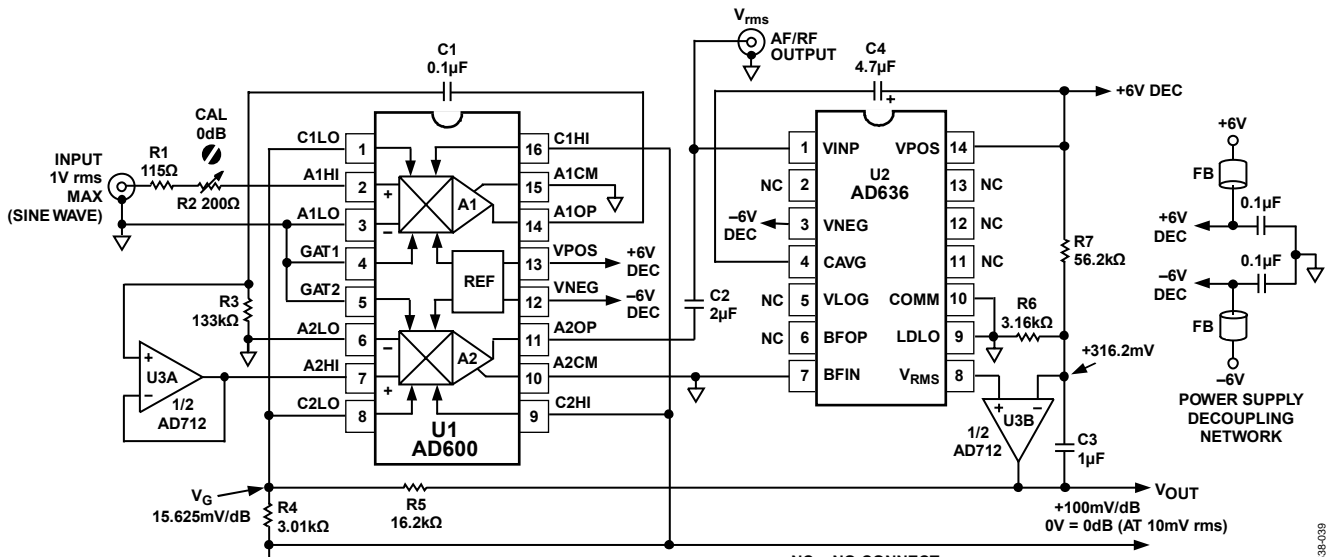 C1
0.1µF
CAL
0dB
INPUT
1V rms
MAX
(SINE WAVE)
R1
115Ω
R2 200Ω
C1LO
A1HI
A1LO
GAT1
GAT2
A2LO
A2HI
C2LO
1
2
3
4
5
6
7
8
+
–
–
+
A1
REF
A2
U1
AD600
16
15
14
13
12
11
10
9
C1HI
A1CM
A1OP
VPOS
VNEG
A2OP
A2CM
C2HI
+6V
DEC
–6V
DEC
R3
133kΩ
+
–
U3A
1/2
AD712
VG
15.625mV/dB
R4
3.01kΩ
R5
16.2kΩ
C2
2µF
Vrms
AF/RF
OUTPUT
C4
4.7µF
+
+6V DEC
U2
AD636
1
2
3
4
5
6
7
VINP
VNEG
CAVG
VLOG
BFOP
BFIN
NC
–6V
DEC
NC
NC
VPOS
COMM
LDLO
VRMS
14
13
12
11
10
9
8
NC
NC
NC
R7
56.2kΩ
R6
3.16kΩ
+316.2mV
+
–
U3B
1/2
AD712
C3
1µF
VOUT
+100mV/dB
0V = 0dB (AT 10mV rms)
+6V
FB
0.1µF
+6V
DEC
0.1µF
–6V
DEC
FB
–6V
POWER SUPPLY
DECOUPLING
NETWORK
NC = NO CONNECT
38-039